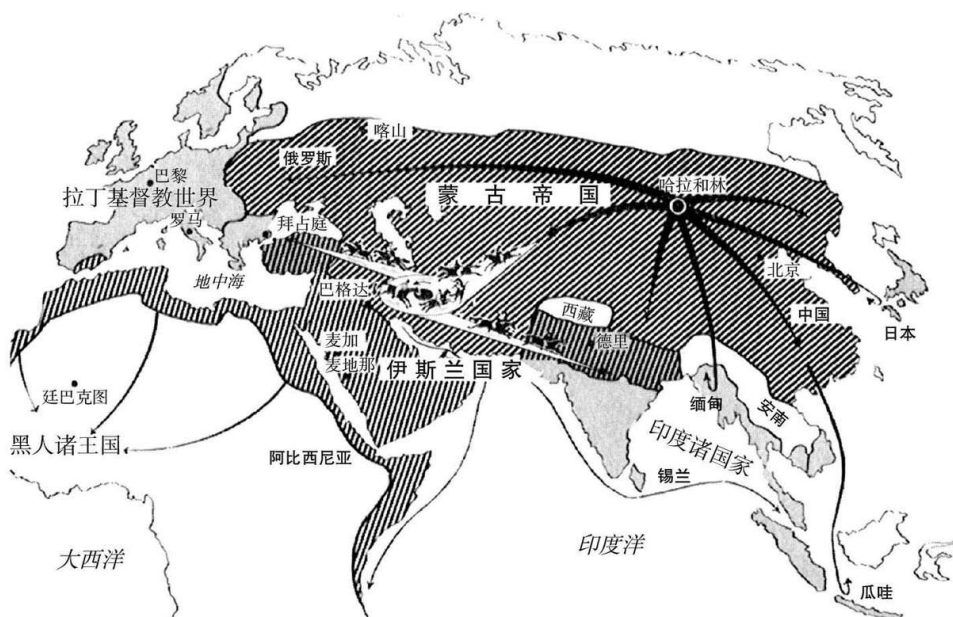 喀山
俄罗斯
巴黎
蒙古帝国
哈拉和林
拉丁基督教世界
罗马
拜占庭
地中海
巴格达
北京
西藏
中国
日本
麦加
德里
麦地那
伊斯兰国家
廷巴克图
缅甸
安南
黑人诸王国
印度诸国家
阿比西尼亚
锡兰
大西洋
印度洋
瓜哇